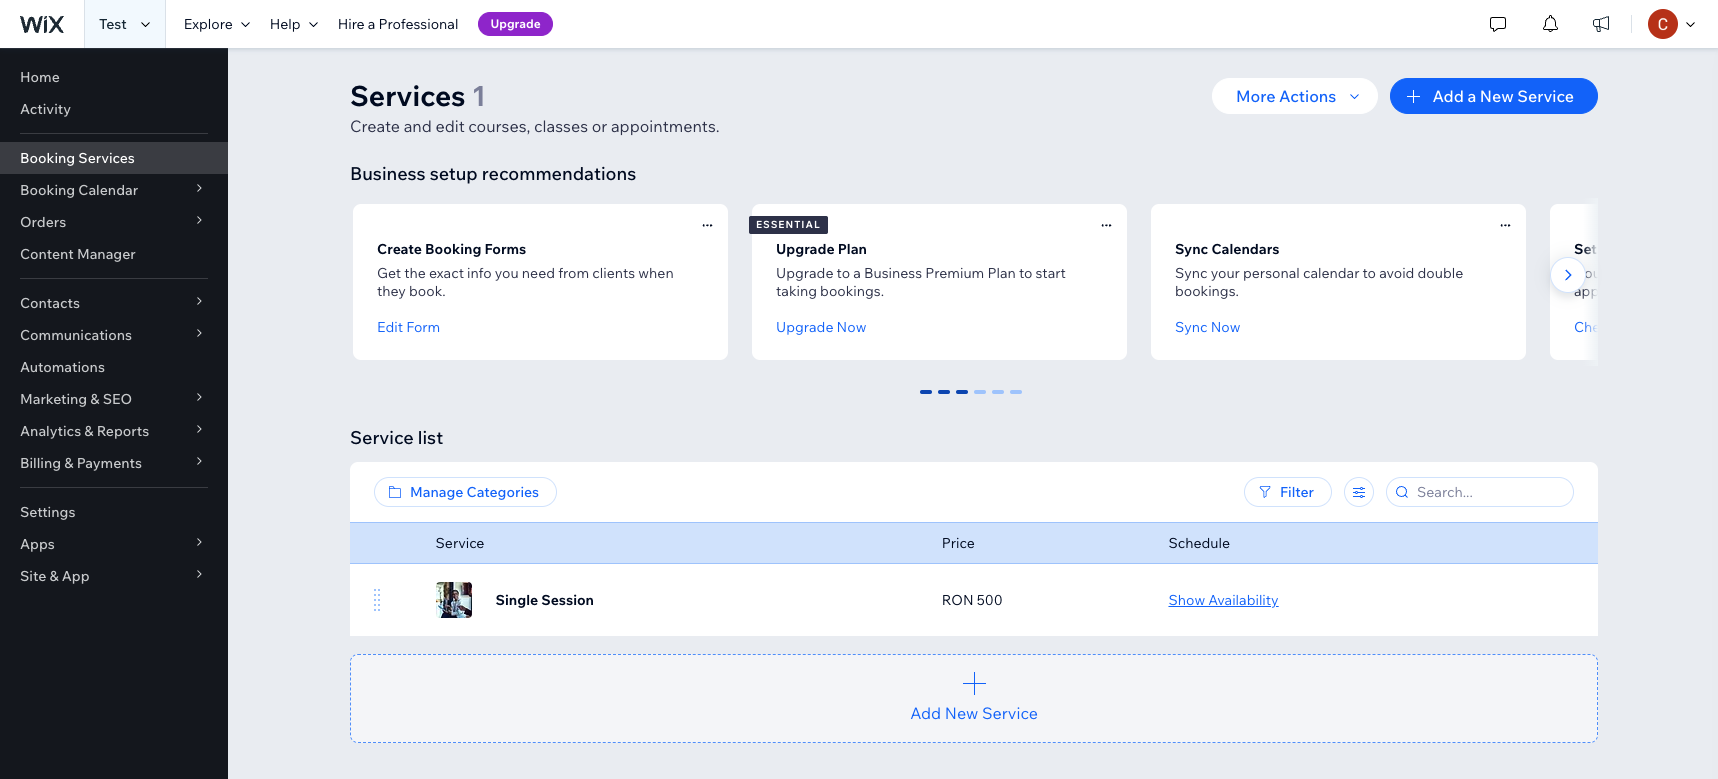 WiX
Test
Explore
Help
Hire a Professional
Upgrade
C
Home
Activity
Booking Services
Booking Calendar
Orders
Content Manager
Contacts
Communications
Automations
Marketing & SEO
Analytics & Reports
Billing & Payments
Settings
Apps
Site & App
Services 1
Create and edit courses, classes or appointments.
More Actions
Add a New Service
Business setup recommendations
Create Booking Forms
Get the exact info you need from clients when
they book.
Edit Form
ESSENTIAL
Upgrade Plan
Upgrade to a Business Premium Plan to start
taking bookings.
Upgrade Now
Sync Calendars
Sync your personal calendar to avoid double
bookings.
Sync Now
Set
app
Che
Service list
Manage Categories
Filter
Search...
Service
Price
Schedule
Single Session
RON 500
Show Availability
Add New Service